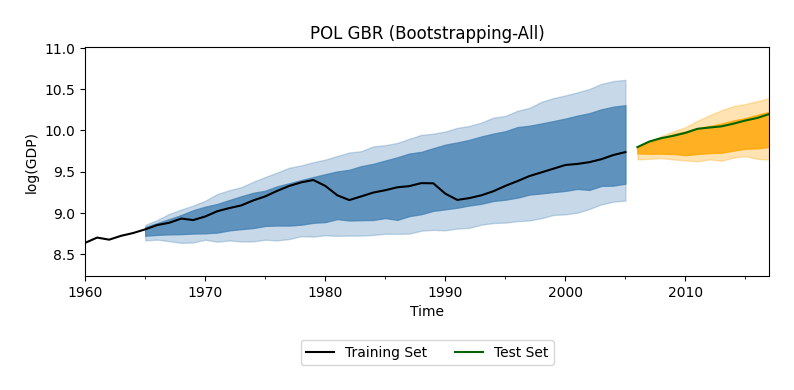 POL GBR (Bootstrapping-All)
log(GDP)
11.0
10.5
10.0
9.5
9.0
8.5
1960 1970 1980 1990 2000 2010
Time
Training Set Test Set